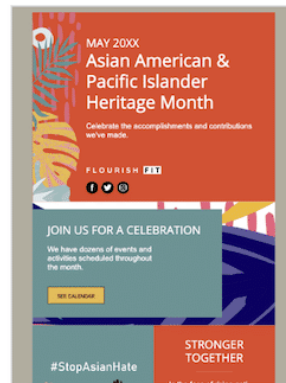 MAY 20XX
Asian American &
Pacific Islander
Heritage Month
Celebrate the accomplishments and contributions
we've made.
FLOURISH FIT
JOIN US FOR A CELEBRATION
We have dozens of events and
activities scheduled throughout
the month.
SEE CALENDAR
#StopAsianHate
STRONGER
TOGETHER